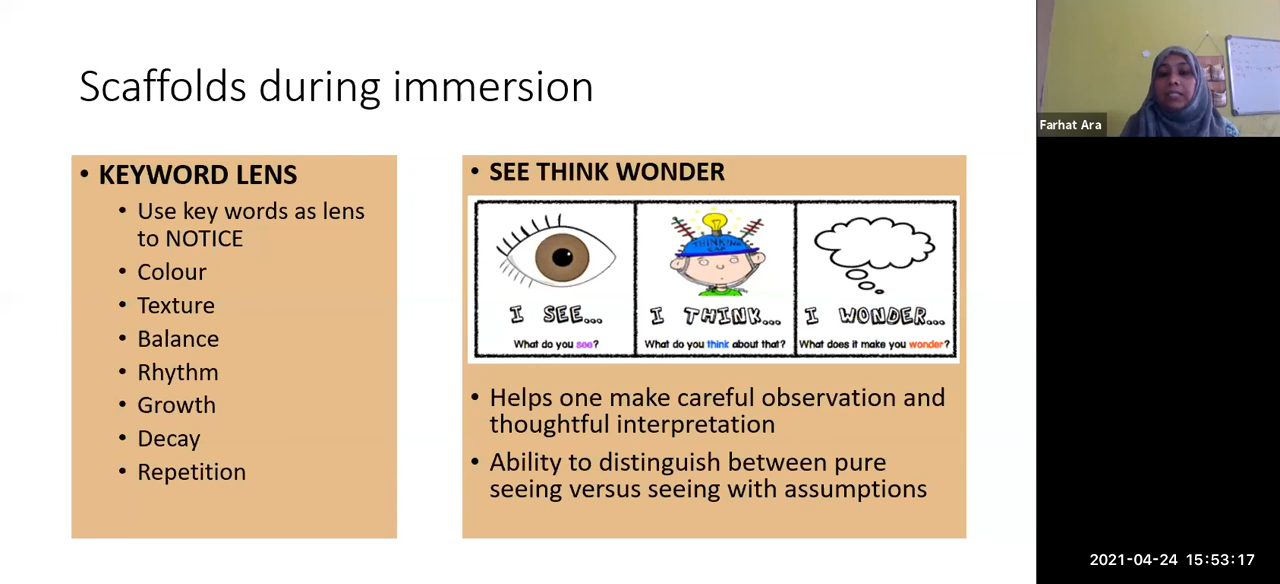 Scaffolds during immersion
• KEYWORD LENS
• Use key words as lens
to NOTICE
• Colour
• Texture
• Balance
• Rhythm
• Growth
• Decay
• Repetition
• SEE THINK WONDER
THINKING
CAP
I SEE...
What do you see?
I THINK...
What do you think about that?
I WONDER...
What does it make you wonder?
• Helps one make careful observation and
thoughtful interpretation
• Ability to distinguish between pure
seeing versus seeing with assumptions
Farhat Ara
2021-04-24 15:53:17